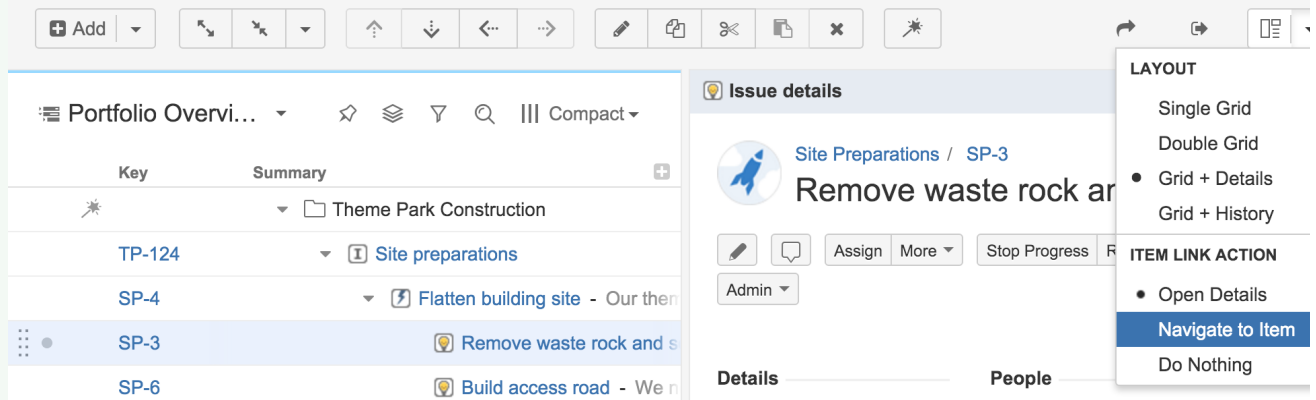 Add
Portfolio Overvi...
Compact
Key Summary
Theme Park Construction
TP-124 Site preparations
SP-4 Flatten building site - Our them
SP-3 Remove waste rock and s
SP-6 Build access road - We n
Issue details
Site Preparations / SP-3
Remove waste rock ar
Assign More Stop Progress R
Admin
Details People
LAYOUT
Single Grid
Double Grid
Grid + Details
Grid + History
ITEM LINK ACTION
Open Details
Navigate to Item
Do Nothing